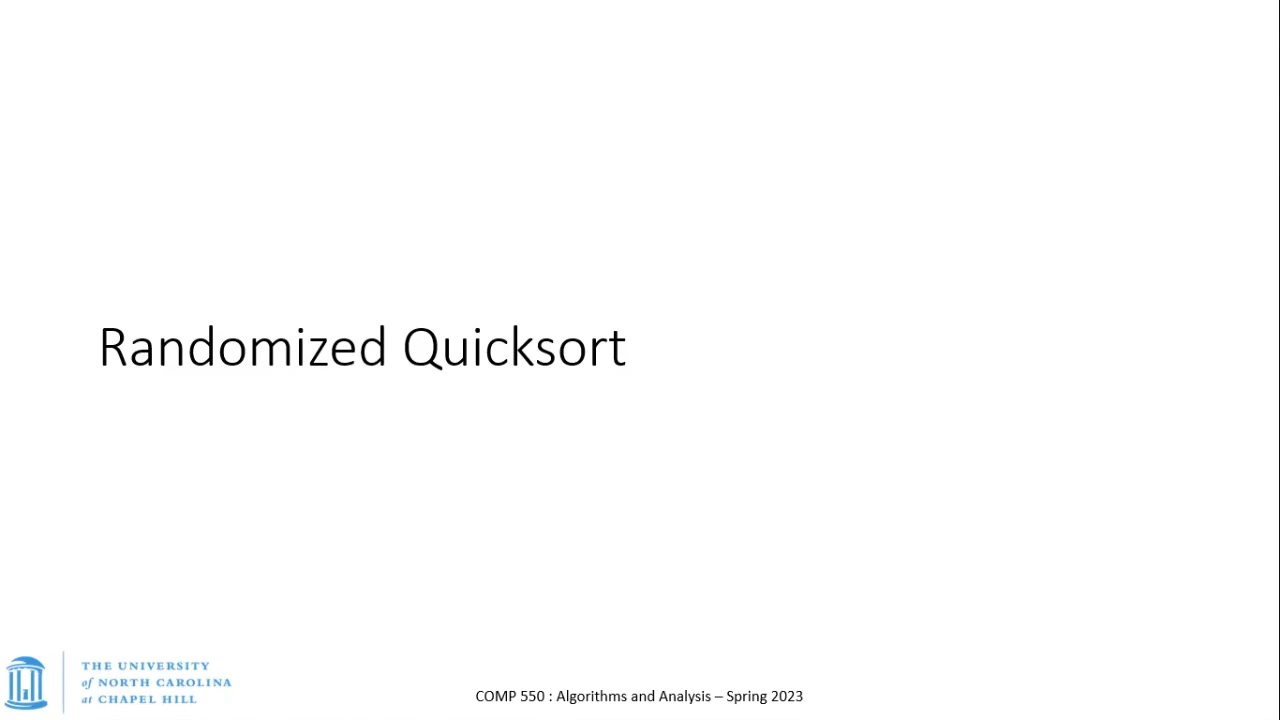 Randomized Quicksort
THE UNIVERSITY
of NORTH CAROLINA
at CHAPEL HILL
COMP 550 : Algorithms and Analysis – Spring 2023